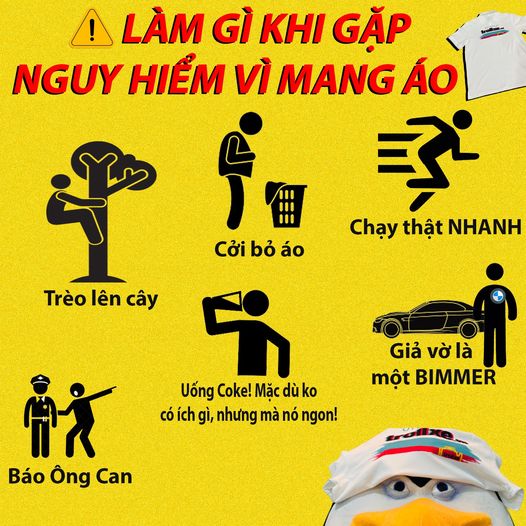 LÀM GÌ KHI GẶP
NGUY HIỂM VÌ MANG ÁO
trollxe
Trèo lên cây
Cởi bỏ áo
Chạy thật NHANH
Uống Coke! Mặc dù ko
có ích gì, nhưng mà nó ngon!
Giả vờ là
một BIMMER
Báo Ông Can
trollxe